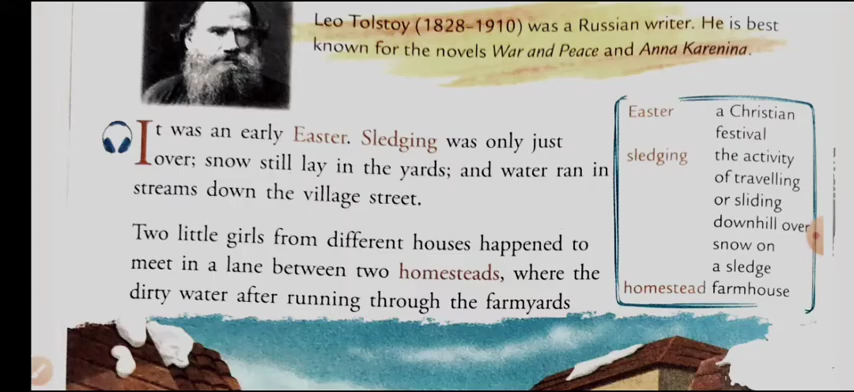 Leo Tolstoy (1828–1910) was a Russian writer. He is best
known for the novels War and Peace and Anna Karenina.
It was an early Easter. Sledging was only just
over; snow still lay in the yards; and water ran in
streams down the village street.
Two little girls from different houses happened to
meet in a lane between two homesteads, where the
dirty water after running through the farmyards
Easter a Christian
festival
sledging the activity
of travelling
or sliding
downhill over
snow on
a sledge
homestead farmhouse